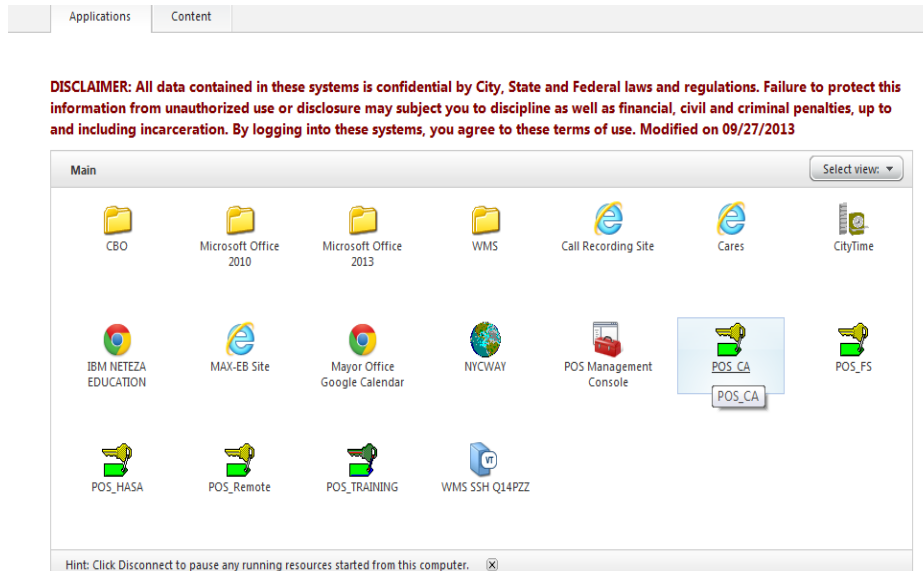 Applications Content
DISCLAIMER: All data contained in these systems is confidential by City, State and Federal laws and regulations. Failure to protect this
information from unauthorized use or disclosure may subject you to discipline as well as financial, civil and criminal penalties, up to
and including incarceration. By logging into these systems, you agree to these terms of use. Modified on 09/27/2013
Main Select view:
CBO Microsoft Office 2010 Microsoft Office 2013 WMS Call Recording Site Cares CityTime
IBM NETEZA EDUCATION MAX-EB Site Mayor Office Google Calendar NYCWAY POS Management Console POS_CA POS_FS
POS_CA
POS_HASA POS_Remote POS_TRAINING WMS SSH Q14PZZ
VT
Hint: Click Disconnect to pause any running resources started from this computer.